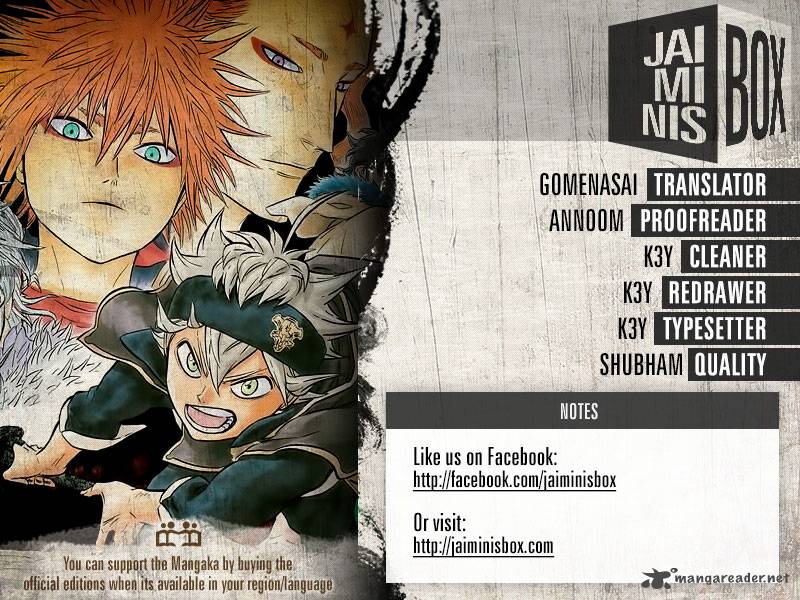 JAI
MI
NIS
BOX
GOMENASAI TRANSLATOR
ANNOOM PROOFREADER
K3Y CLEANER
K3Y REDRAWER
K3Y TYPESETTER
SHUBHAM QUALITY
NOTES
Like us on Facebook:
http://facebook.com/jaiminisbox
Or visit:
http://jaiminisbox.com
You can support the Mangaka by buying the
official editions when its available in your region/language
mangareader.net